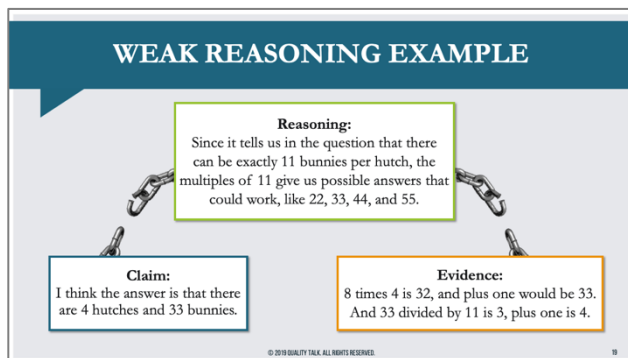 WEAK REASONING EXAMPLE
Reasoning:
Since it tells us in the question that there
can be exactly 11 bunnies per hutch, the
multiples of 11 give us possible answers that
could work, like 22, 33, 44, and 55.
Claim:
I think the answer is that there
are 4 hutches and 33 bunnies.
Evidence:
8 times 4 is 32, and plus one would be 33.
And 33 divided by 11 is 3, plus one is 4.
© 2019 QUALITY TALK. ALL RIGHTS RESERVED.
19